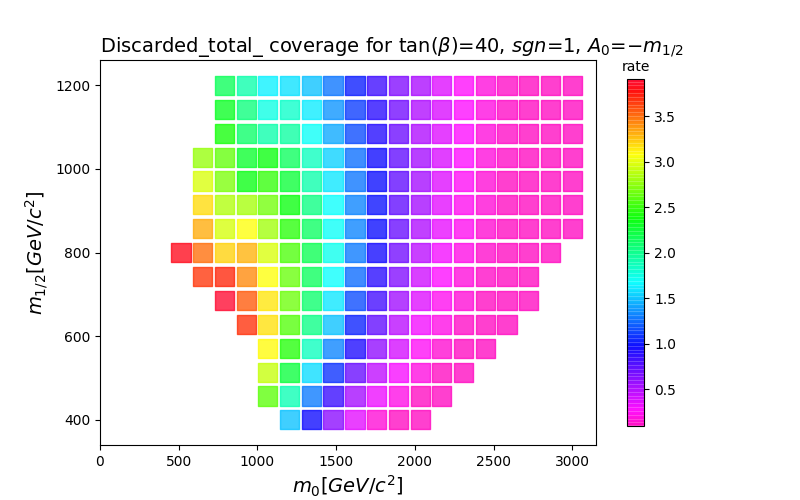 Discarded_total_ coverage for tan(β)=40, sgn=1, A₀=−m₁/₂
rate
1200
1000
800
600
400
m₁/₂[GeV/c²]
0 500 1000 1500 2000 2500 3000
m₀[GeV/c²]
3.5
3.0
2.5
2.0
1.5
1.0
0.5